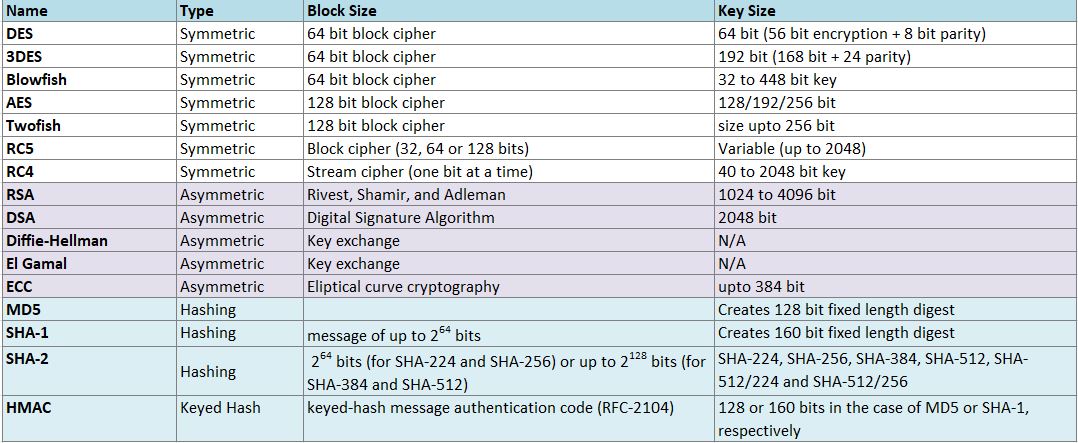 Name Type Block Size Key Size
DES Symmetric 64 bit block cipher 64 bit (56 bit encryption + 8 bit parity)
3DES Symmetric 64 bit block cipher 192 bit (168 bit + 24 parity)
Blowfish Symmetric 64 bit block cipher 32 to 448 bit key
AES Symmetric 128 bit block cipher 128/192/256 bit
Twofish Symmetric 128 bit block cipher size upto 256 bit
RC5 Symmetric Block cipher (32, 64 or 128 bits) Variable (up to 2048)
RC4 Symmetric Stream cipher (one bit at a time) 40 to 2048 bit key
RSA Asymmetric Rivest, Shamir, and Adleman 1024 to 4096 bit
DSA Asymmetric Digital Signature Algorithm 2048 bit
Diffie-Hellman Asymmetric Key exchange N/A
El Gamal Asymmetric Key exchange N/A
ECC Asymmetric Eliptical curve cryptography upto 384 bit
MD5 Hashing Creates 128 bit fixed length digest
SHA-1 Hashing message of up to 2⁶⁴ bits Creates 160 bit fixed length digest
SHA-2 Hashing 2⁶⁴ bits (for SHA-224 and SHA-256) or up to 2¹²⁸ bits (for
SHA-384 and SHA-512) SHA-224, SHA-256, SHA-384, SHA-512, SHA-
512/224 and SHA-512/256
HMAC Keyed Hash keyed-hash message authentication code (RFC-2104) 128 or 160 bits in the case of MD5 or SHA-1,
respectively